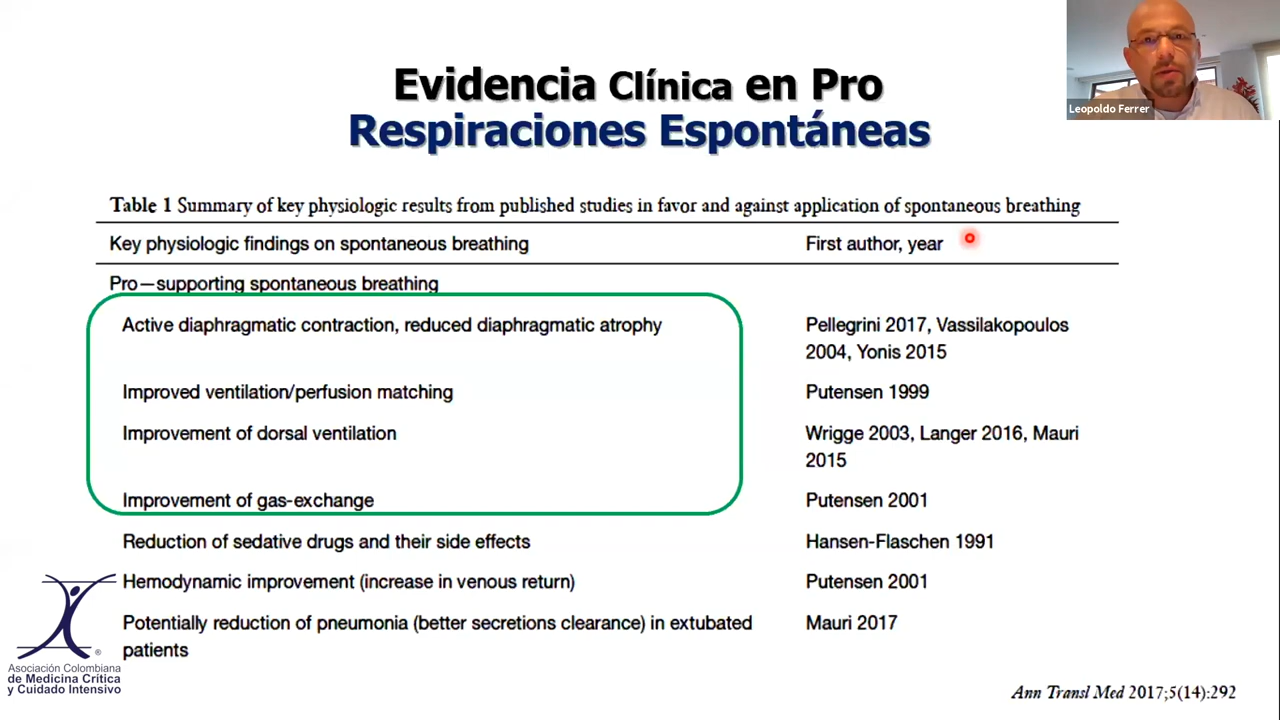 Leopoldo Ferrer
Evidencia Clínica en Pro
Respiraciones Espontáneas
Table 1 Summary of key physiologic results from published studies in favor and against application of spontaneous breathing
Key physiologic findings on spontaneous breathing First author, year
Pro—supporting spontaneous breathing
Active diaphragmatic contraction, reduced diaphragmatic atrophy Pellegrini 2017, Vassilakopoulos
2004, Yonis 2015
Improved ventilation/perfusion matching Putensen 1999
Improvement of dorsal ventilation Wrigge 2003, Langer 2016, Mauri
2015
Improvement of gas-exchange Putensen 2001
Reduction of sedative drugs and their side effects Hansen-Flaschen 1991
Hemodynamic improvement (increase in venous return) Putensen 2001
Potentially reduction of pneumonia (better secretions clearance) in extubated Mauri 2017
patients
®
Asociación Colombiana
de Medicina Crítica
y Cuidado Intensivo
Ann Transl Med 2017;5(14):292